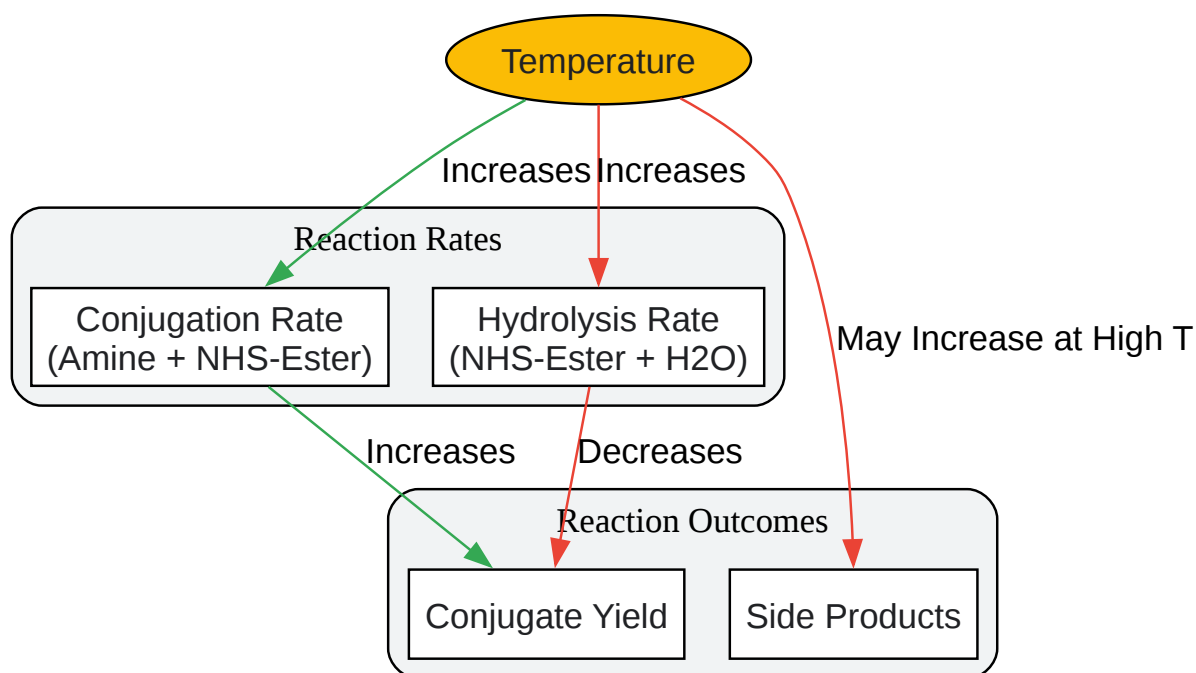 Temperature
Increases
Increases
Reaction Rates
Conjugation Rate
(Amine + NHS-Ester)
Hydrolysis Rate
(NHS-Ester + H2O)
May Increase at High T
Increases
Decreases
Reaction Outcomes
Conjugate Yield
Side Products